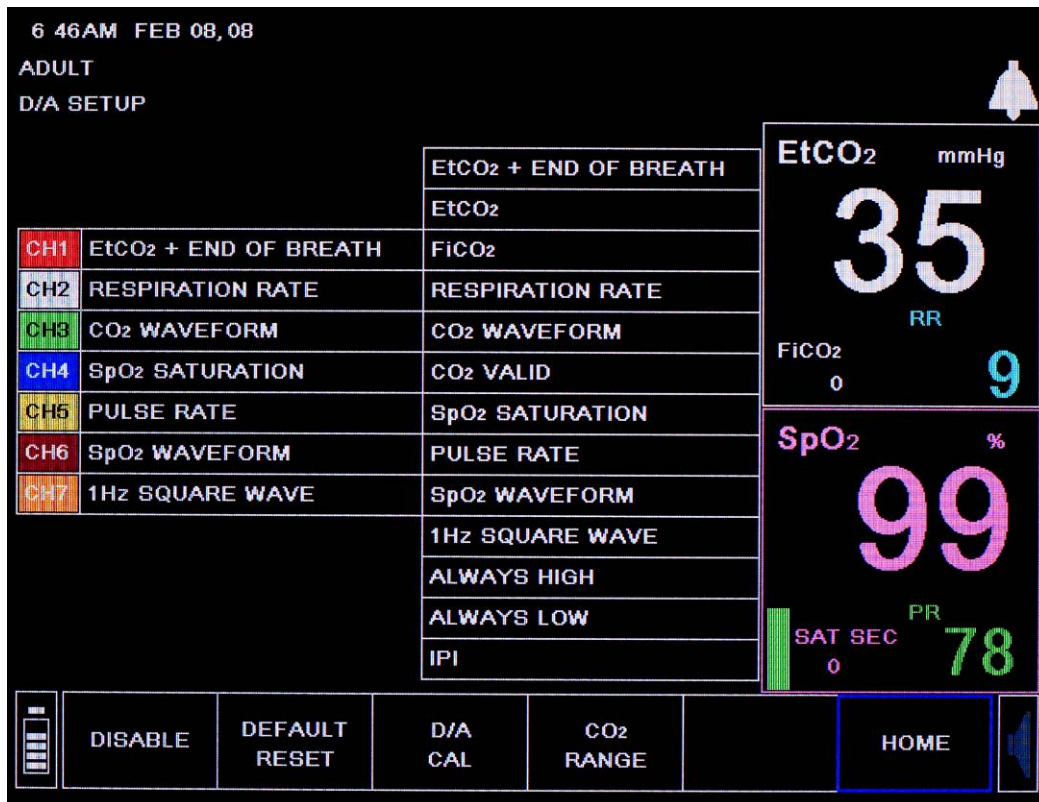 6 46AM FEB 08,08
ADULT
D/A SETUP
EtCO2 + END OF BREATH
EtCO2
CH1 EtCO2 + END OF BREATH FiCO2
CH2 RESPIRATION RATE RESPIRATION RATE
CH3 CO2 WAVEFORM CO2 WAVEFORM
CH4 SpO2 SATURATION CO2 VALID
CH5 PULSE RATE SpO2 SATURATION
CH6 SpO2 WAVEFORM PULSE RATE
CH7 1Hz SQUARE WAVE SpO2 WAVEFORM
1Hz SQUARE WAVE
ALWAYS HIGH
ALWAYS LOW
IPI
EtCO2 mmHg
35
RR
FiCO2
0 9
SpO2 %
99
PR
SAT SEC 78
0
DISABLE
DEFAULT
RESET
D/A
CAL
CO2
RANGE
HOME